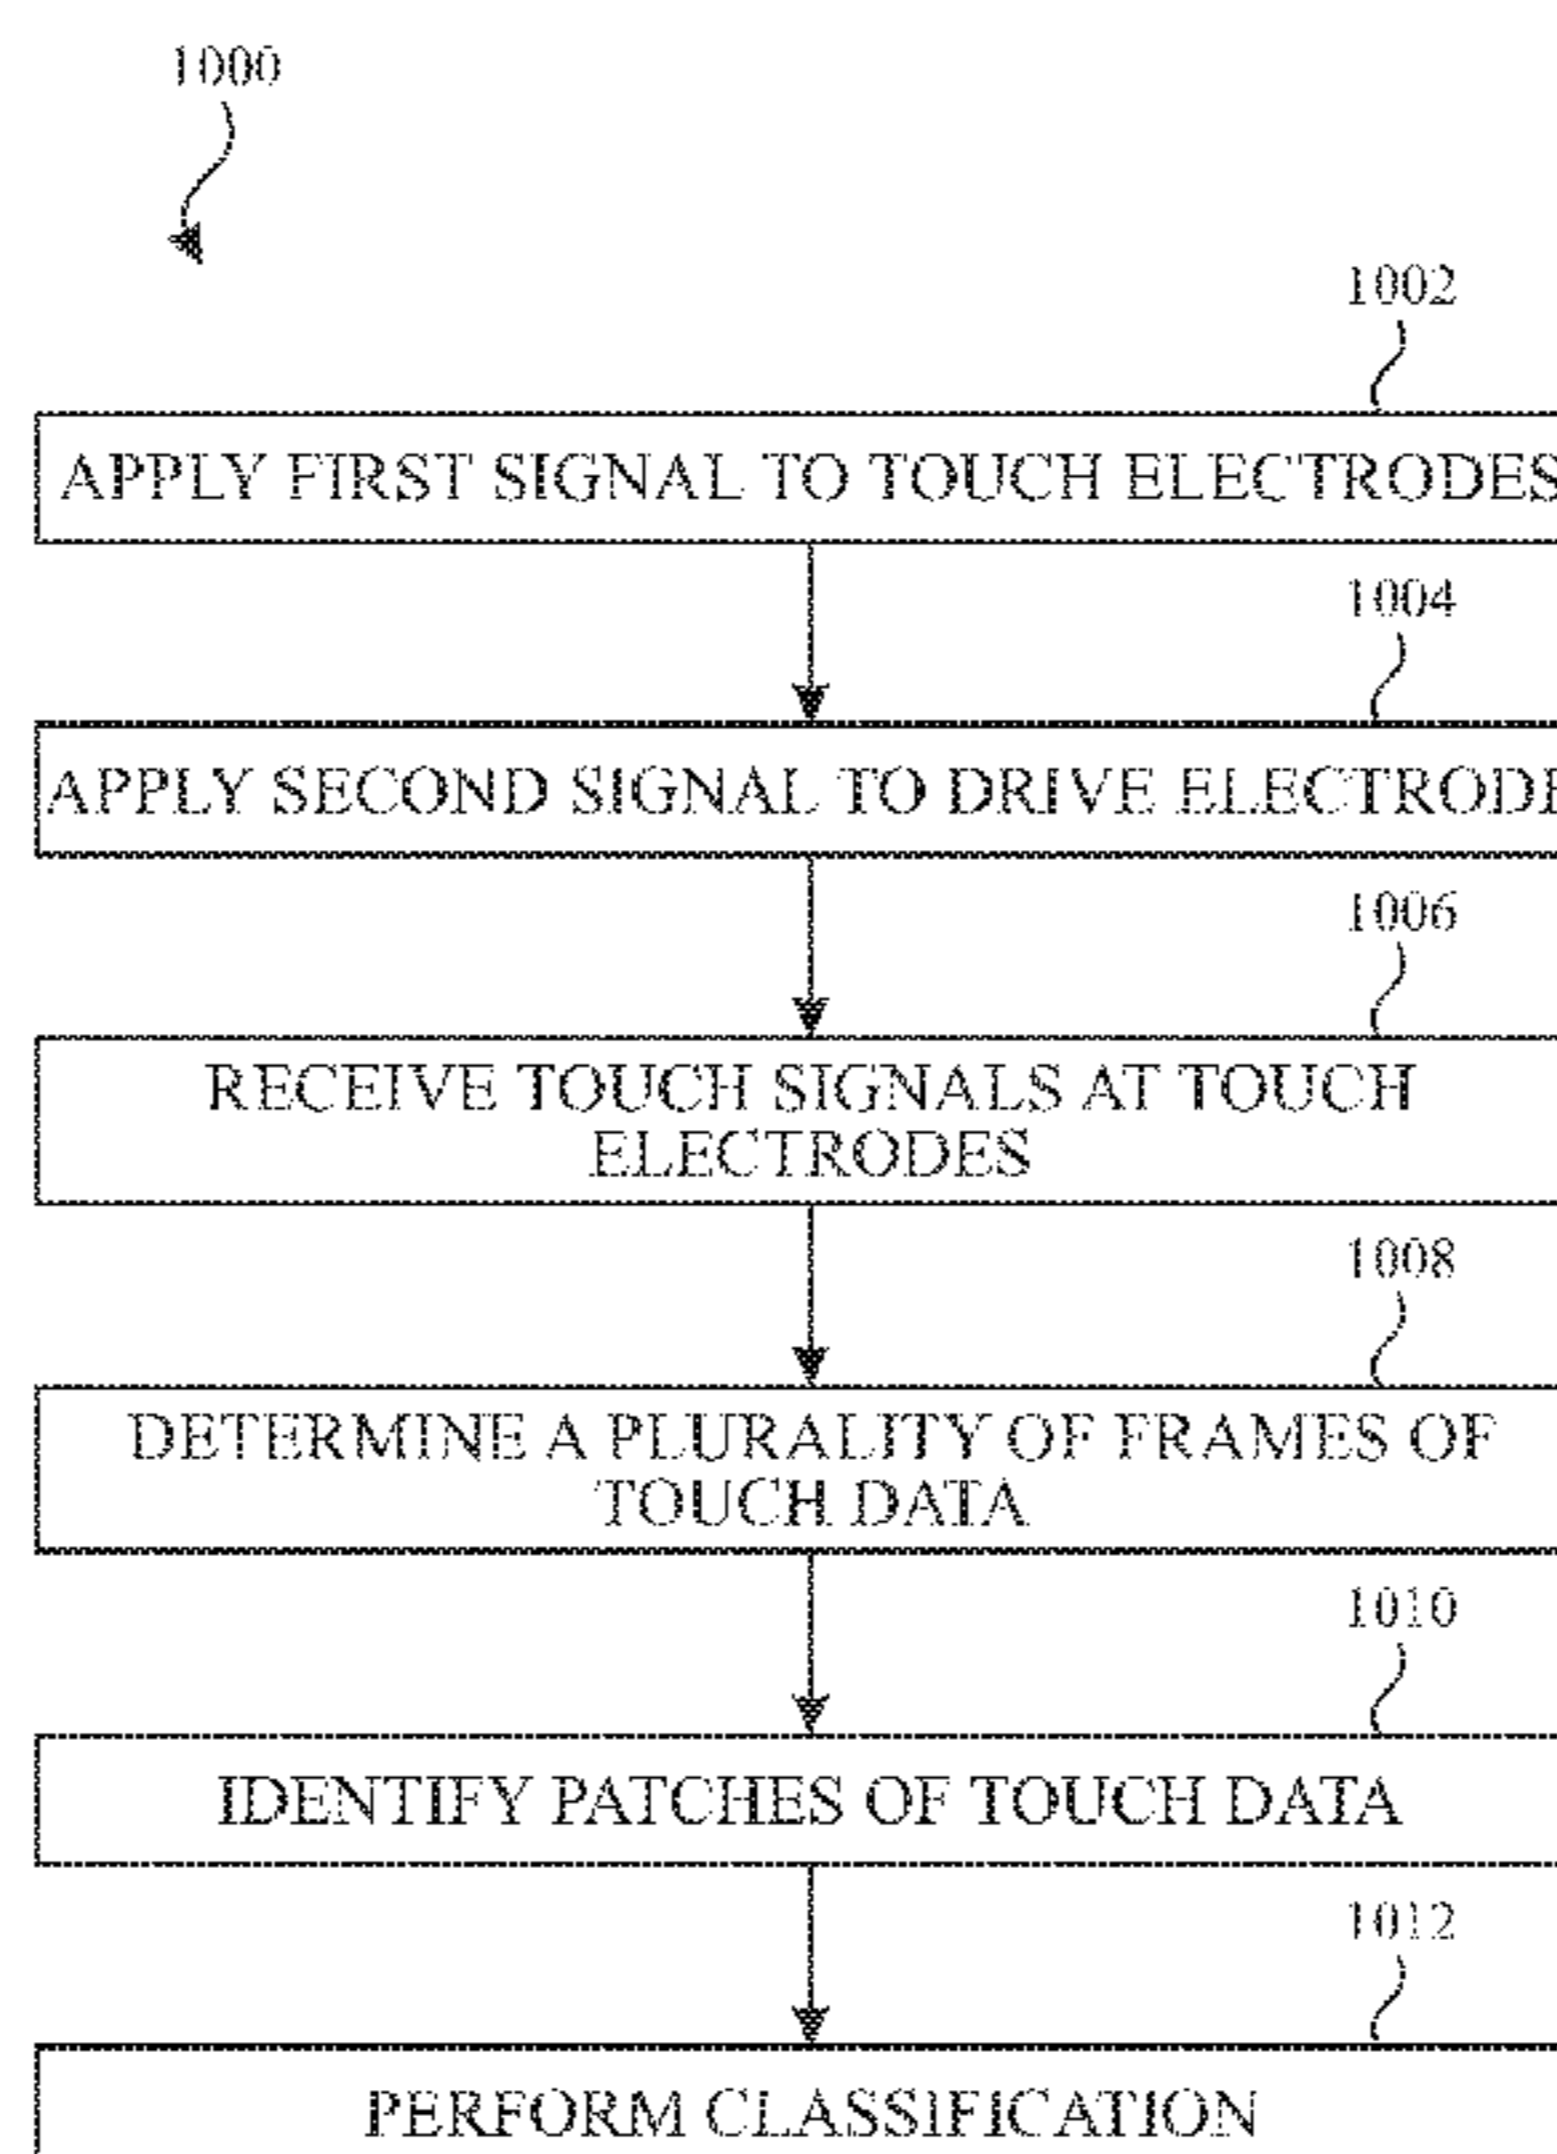 1000
1002
APPLY FIRST SIGNAL TO TOUCH ELECTRODES
1004
APPLY SECOND SIGNAL TO DRIVE ELECTRODE
1006
RECEIVE TOUCH SIGNALS AT TOUCH
ELECTRODES
1008
DETERMINE A PLURALITY OF FRAMES OF
TOUCH DATA
1010
IDENTIFY PATCHES OF TOUCH DATA
1012
PERFORM CLASSIFICATION